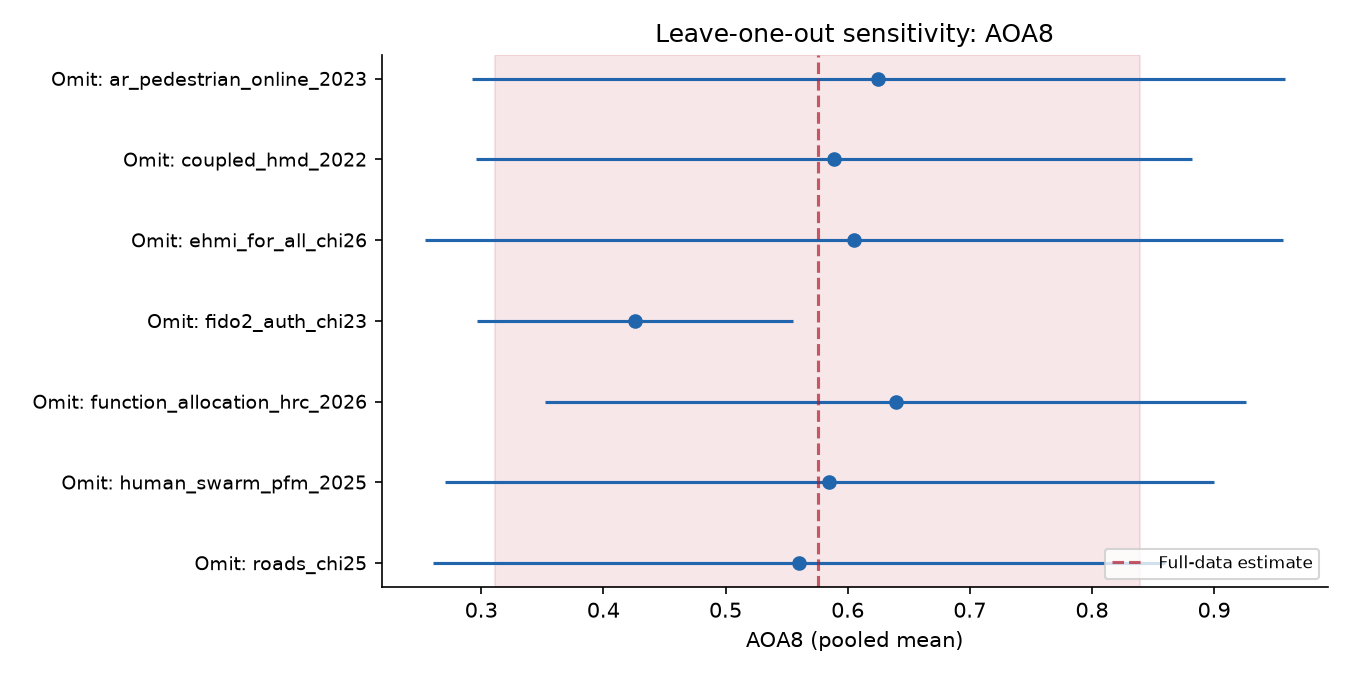 Leave-one-out sensitivity: AOA8
Omit: ar_pedestrian_online_2023
Omit: coupled_hmd_2022
Omit: ehmi_for_all_chi26
Omit: fido2_auth_chi23
Omit: function_allocation_hrc_2026
Omit: human_swarm_pfm_2025
Omit: roads_chi25
Full-data estimate
0.3 0.4 0.5 0.6 0.7 0.8 0.9
AOA8 (pooled mean)